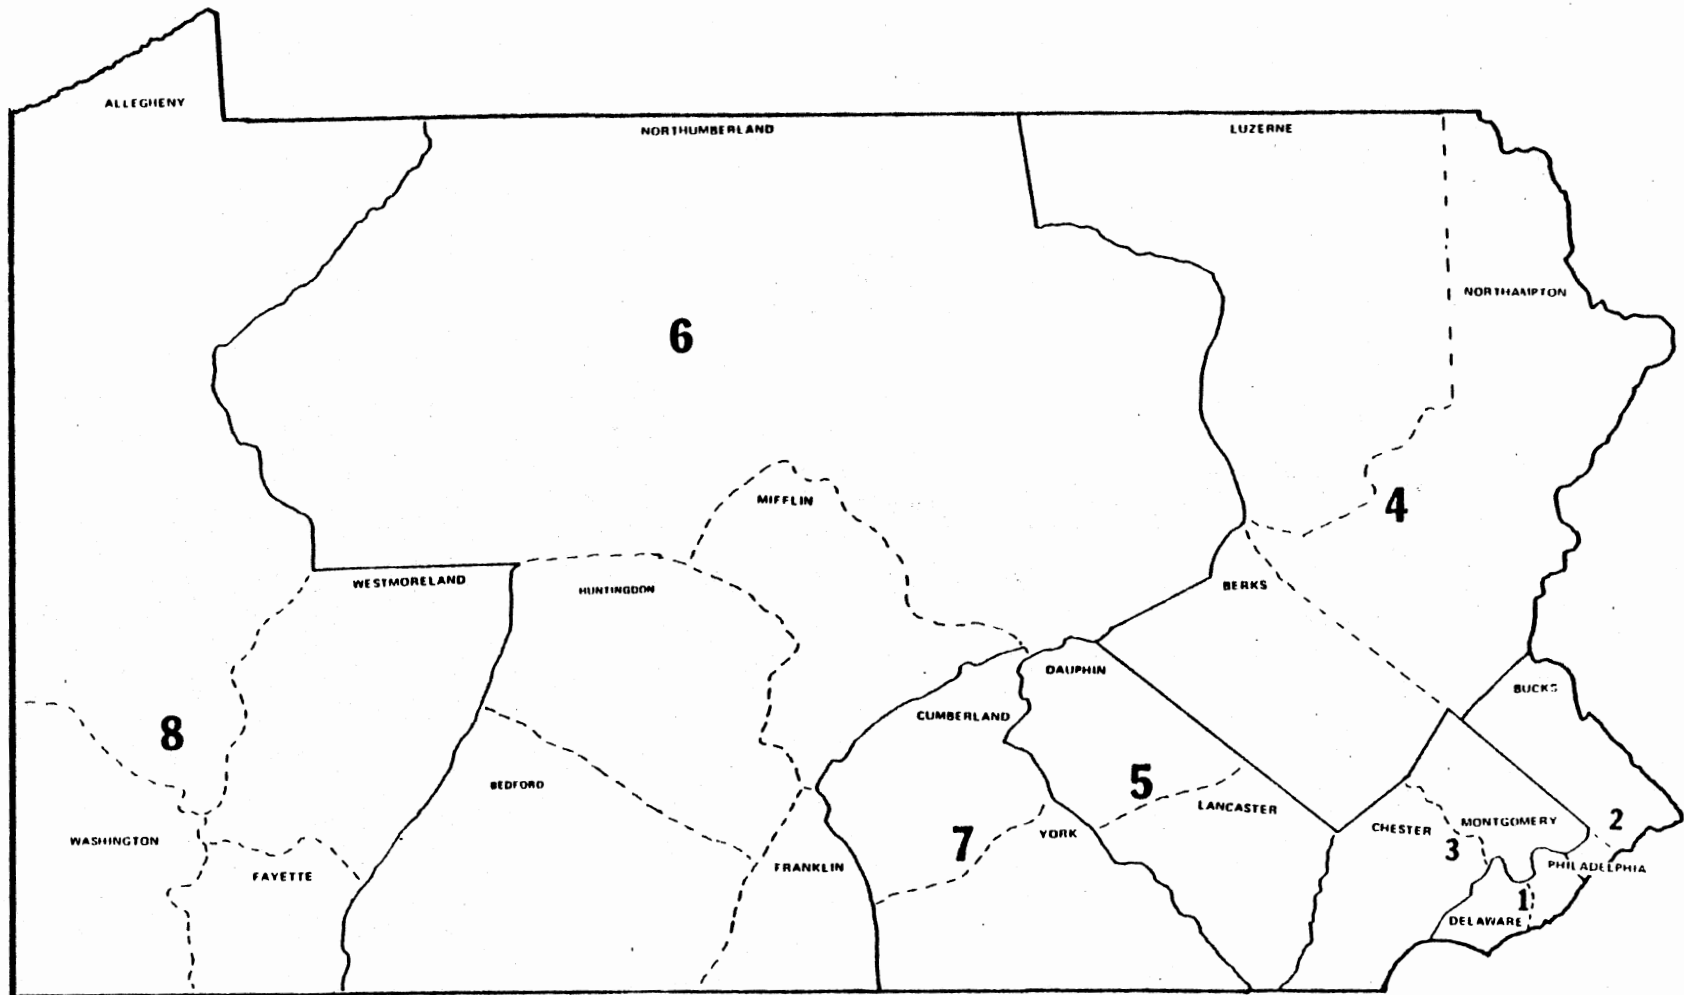 ALLEGHENY
NORTHUMBERLAND
LUZERNE
NORTHAMPTON
6
MIFFLIN
4
WESTMORELAND
HUNTINGDON
BERKS
DAUPHIN
BUCKS
CUMBERLAND
8
BEDFORD
5
LANCASTER
WASHINGTON
7
YORK
CHESTER
MONTGOMERY
2
3
FAYETTE
FRANKLIN
PHILADELPHIA
1
DELAWARE